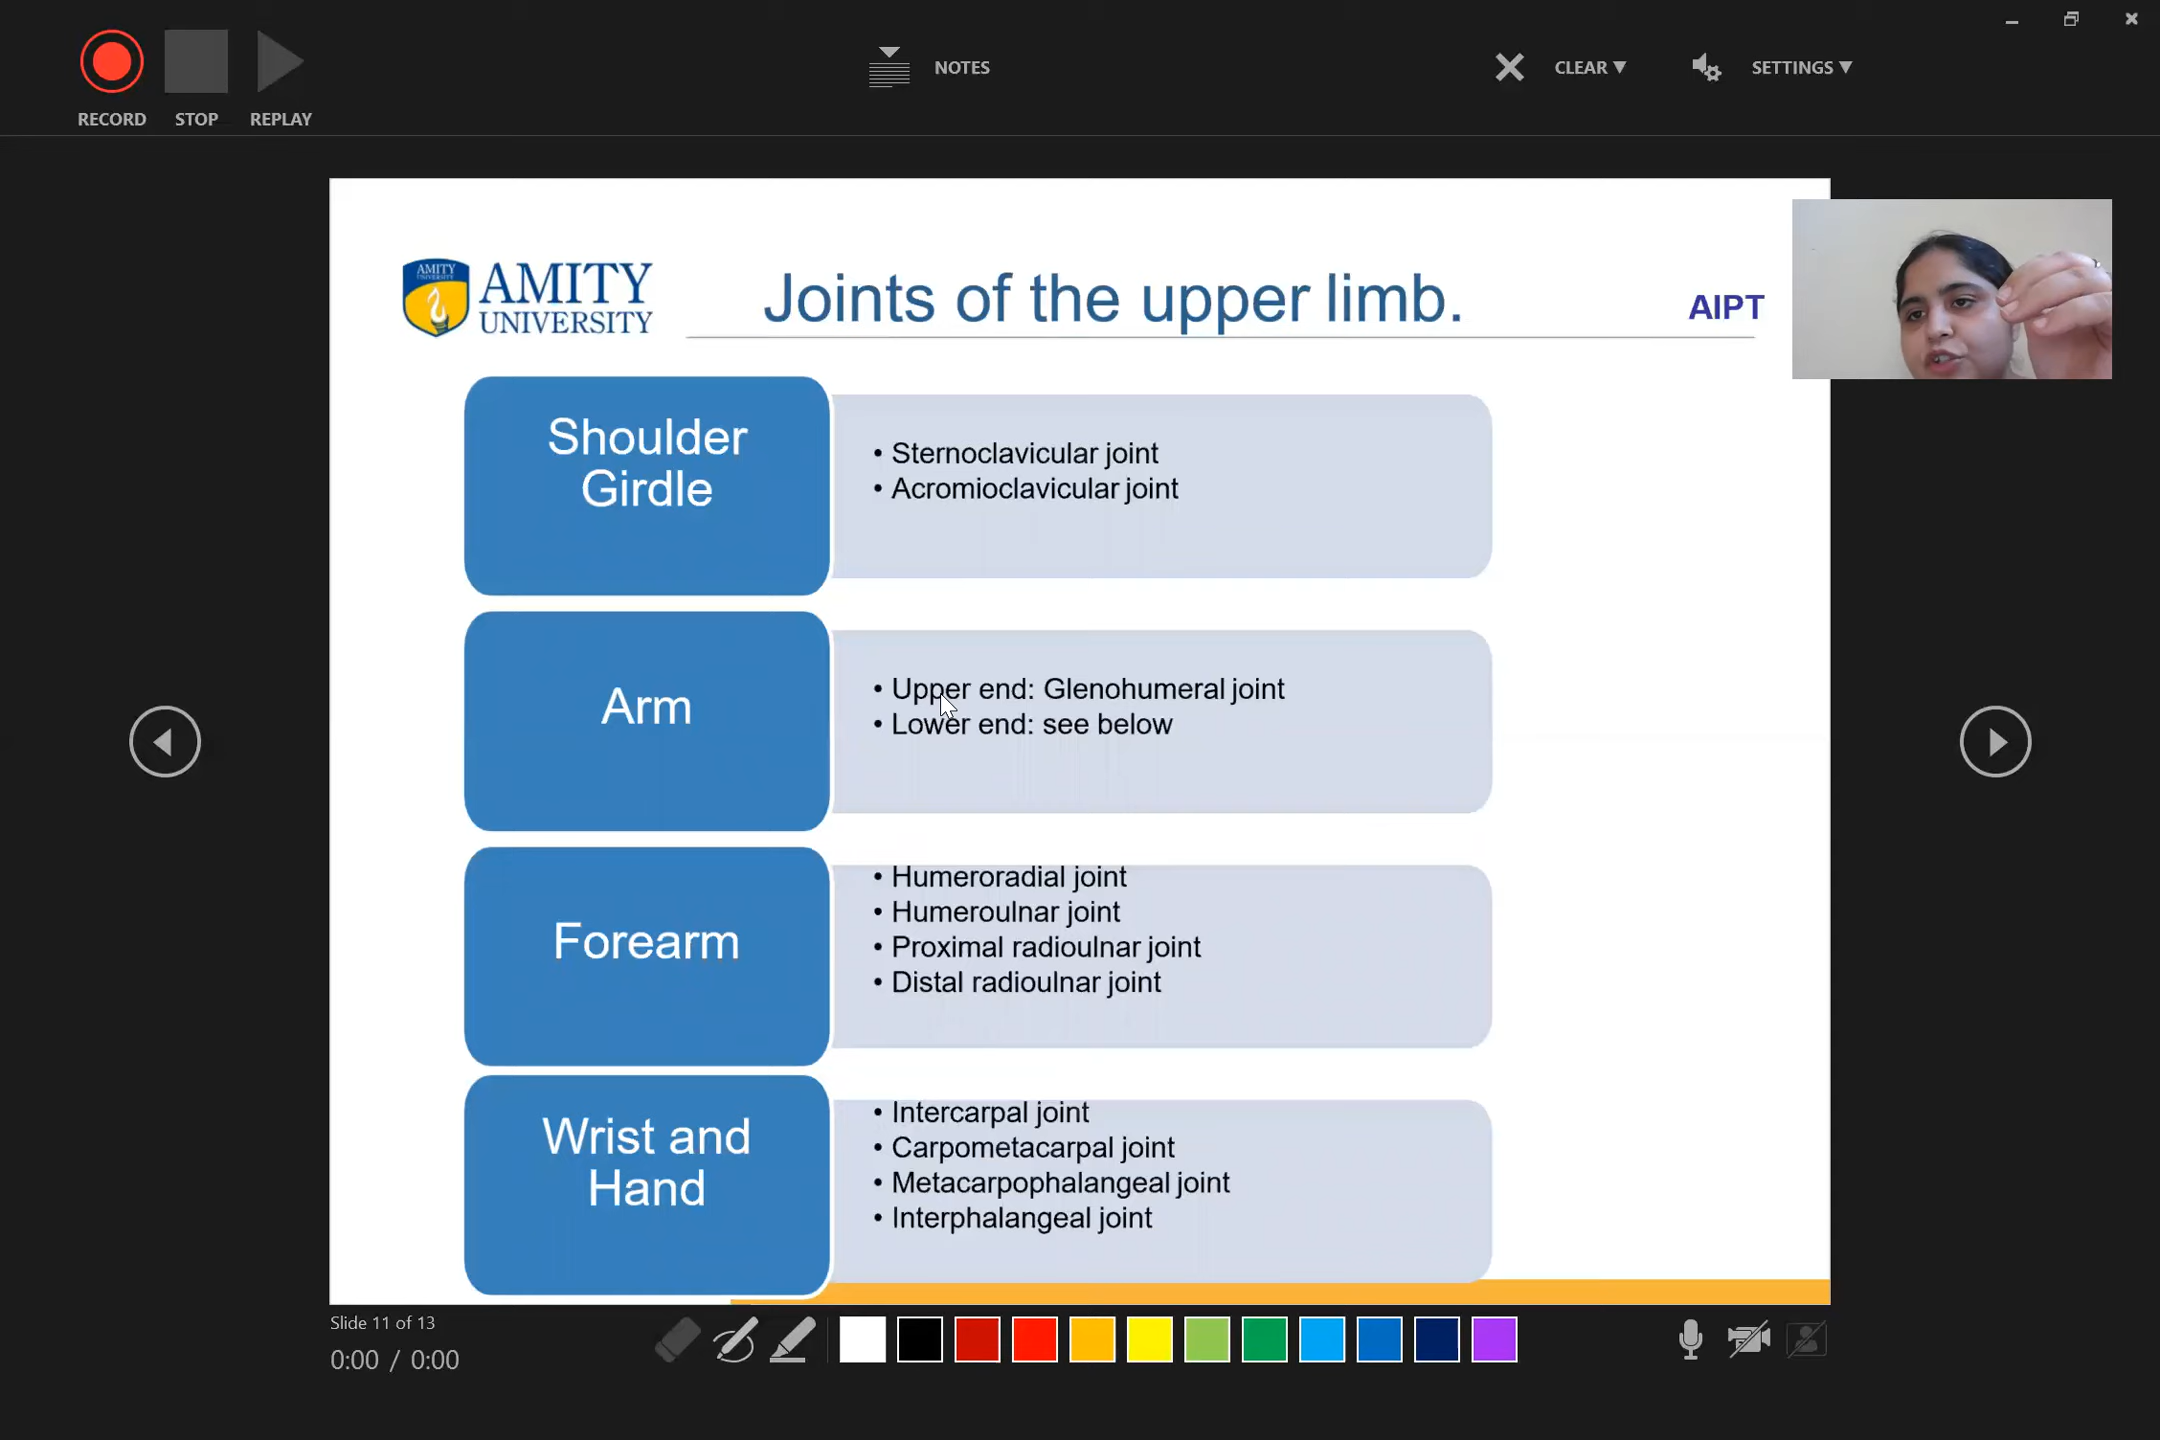 RECORD
STOP
REPLAY
NOTES
CLEAR ▼
SETTINGS ▼
AMITY
UNIVERSITY
AMITY
UNIVERSITY
Joints of the upper limb.
AIPT
Shoulder
Girdle
• Sternoclavicular joint
• Acromioclavicular joint
Arm
• Upper end: Glenohumeral joint
• Lower end: see below
Forearm
• Humeroradial joint
• Humeroulnar joint
• Proximal radioulnar joint
• Distal radioulnar joint
Wrist and
Hand
• Intercarpal joint
• Carpometacarpal joint
• Metacarpophalangeal joint
• Interphalangeal joint
Slide 11 of 13
0:00 / 0:00